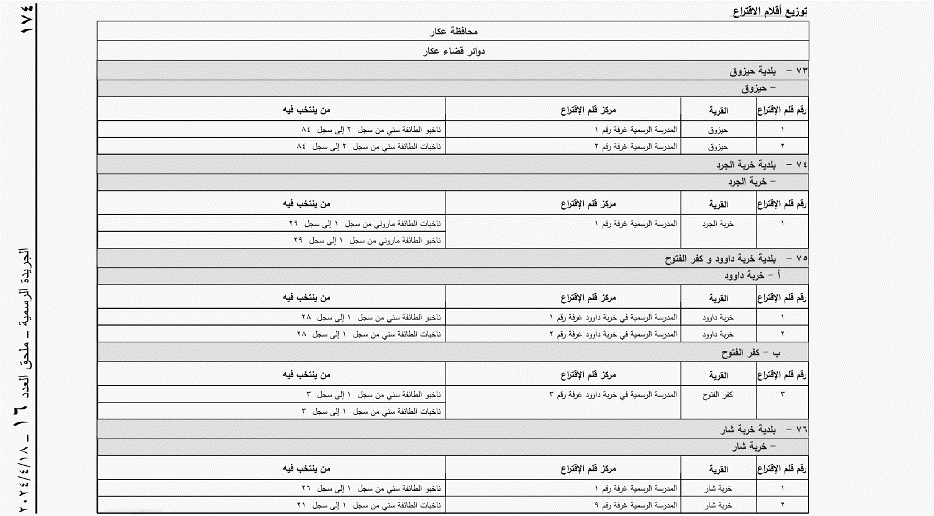 توزيع أقلام الاقتراع
١٧٤
الجريدة الرسمية ـ ملحق العدد ١٦ ـ ٢٠٢٤/٤/١٨
محافظة عكار
دوائر قضاء عكار
٧٣ - بلدية حيزوق
- حيزوق
رقم قلم الإقتراع القرية مركز قلم الإقتراع من ينتخب فيه
١ حيزوق المدرسة الرسمية غرفة رقم ١ ناخبو الطائفة سني من سجل ٢ إلى سجل ٨٤
٢ حيزوق المدرسة الرسمية غرفة رقم ٢ ناخبات الطائفة سني من سجل ٢ إلى سجل ٨٤
٧٤ - بلدية خربة الجرد
- خربة الجرد
رقم قلم الإقتراع القرية مركز قلم الإقتراع من ينتخب فيه
١ خربة الجرد المدرسة الرسمية غرفة رقم ١ ناخبات الطائفة ماروني من سجل ١ إلى سجل ٢٩
ناخبو الطائفة ماروني من سجل ١ إلى سجل ٢٩
٧٥ - بلدية خربة داوود و كفر الفتوح
أ - خربة داوود
رقم قلم الإقتراع القرية مركز قلم الإقتراع من ينتخب فيه
١ خربة داوود المدرسة الرسمية في خربة داوود غرفة رقم ١ ناخبو الطائفة سني من سجل ١ إلى سجل ٢٨
٢ خربة داوود المدرسة الرسمية في خربة داوود غرفة رقم ٢ ناخبات الطائفة سني من سجل ١ إلى سجل ٢٨
ب - كفر الفتوح
رقم قلم الإقتراع القرية مركز قلم الإقتراع من ينتخب فيه
٣ كفر الفتوح المدرسة الرسمية في خربة داوود غرفة رقم ٣ ناخبو الطائفة سني من سجل ١ إلى سجل ٣
ناخبات الطائفة سني من سجل ١ إلى سجل ٣
٧٦ - بلدية خربة شار
- خربة شار
رقم قلم الإقتراع القرية مركز قلم الإقتراع من ينتخب فيه
١ خربة شار المدرسة الرسمية غرفة رقم ١ ناخبو الطائفة سني من سجل ١ إلى سجل ٢٦
٢ خربة شار المدرسة الرسمية غرفة رقم ٩ ناخبات الطائفة سني من سجل ١ إلى سجل ٢١